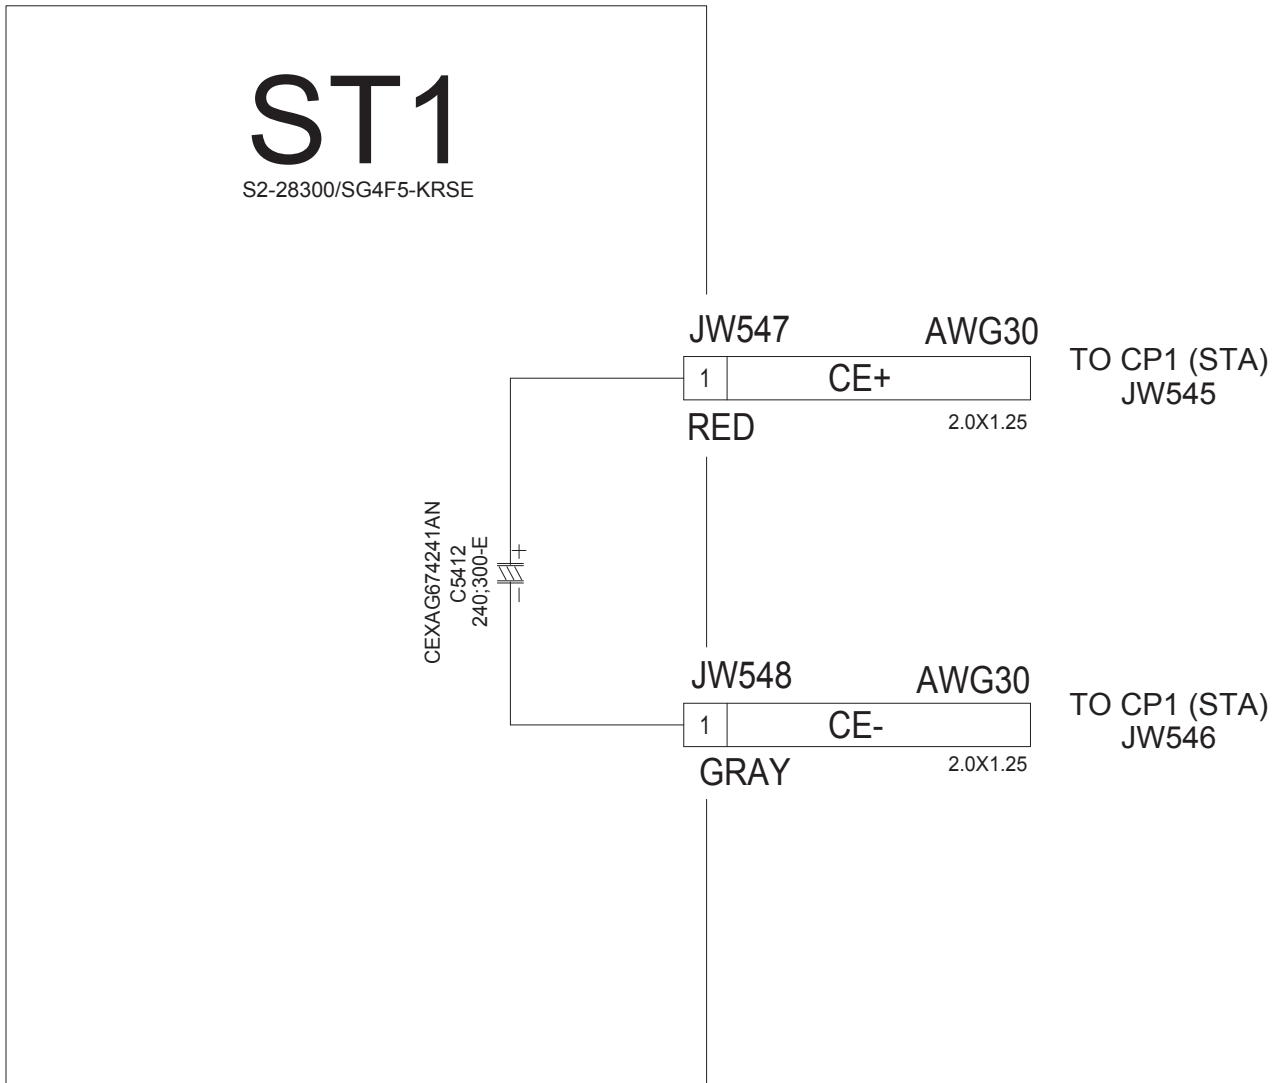 ST1
S2-28300/SG4F5-KRSE
JW547
AWG30
1
CE+
RED
2.0X1.25
TO CP1 (STA)
JW545
CEXAG674241AN
C5412
240;300-E
+
−
JW548
AWG30
1
CE-
GRAY
2.0X1.25
TO CP1 (STA)
JW546